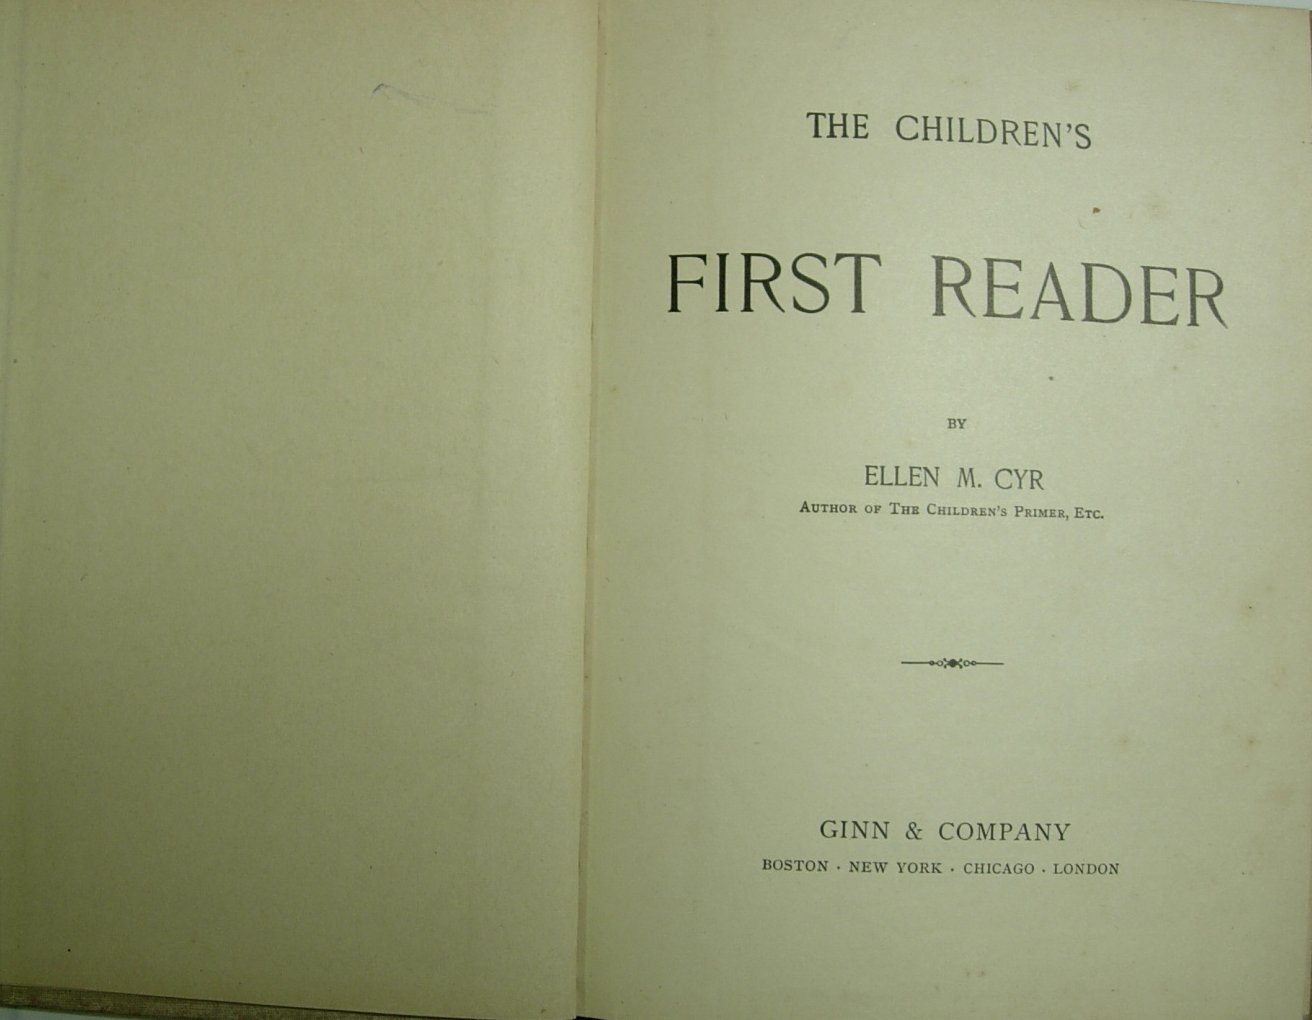 THE CHILDREN'S
FIRST READER
BY
ELLEN M. CYR
AUTHOR OF THE CHILDREN'S PRIMER, ETC.
GINN & COMPANY
BOSTON · NEW YORK · CHICAGO · LONDON